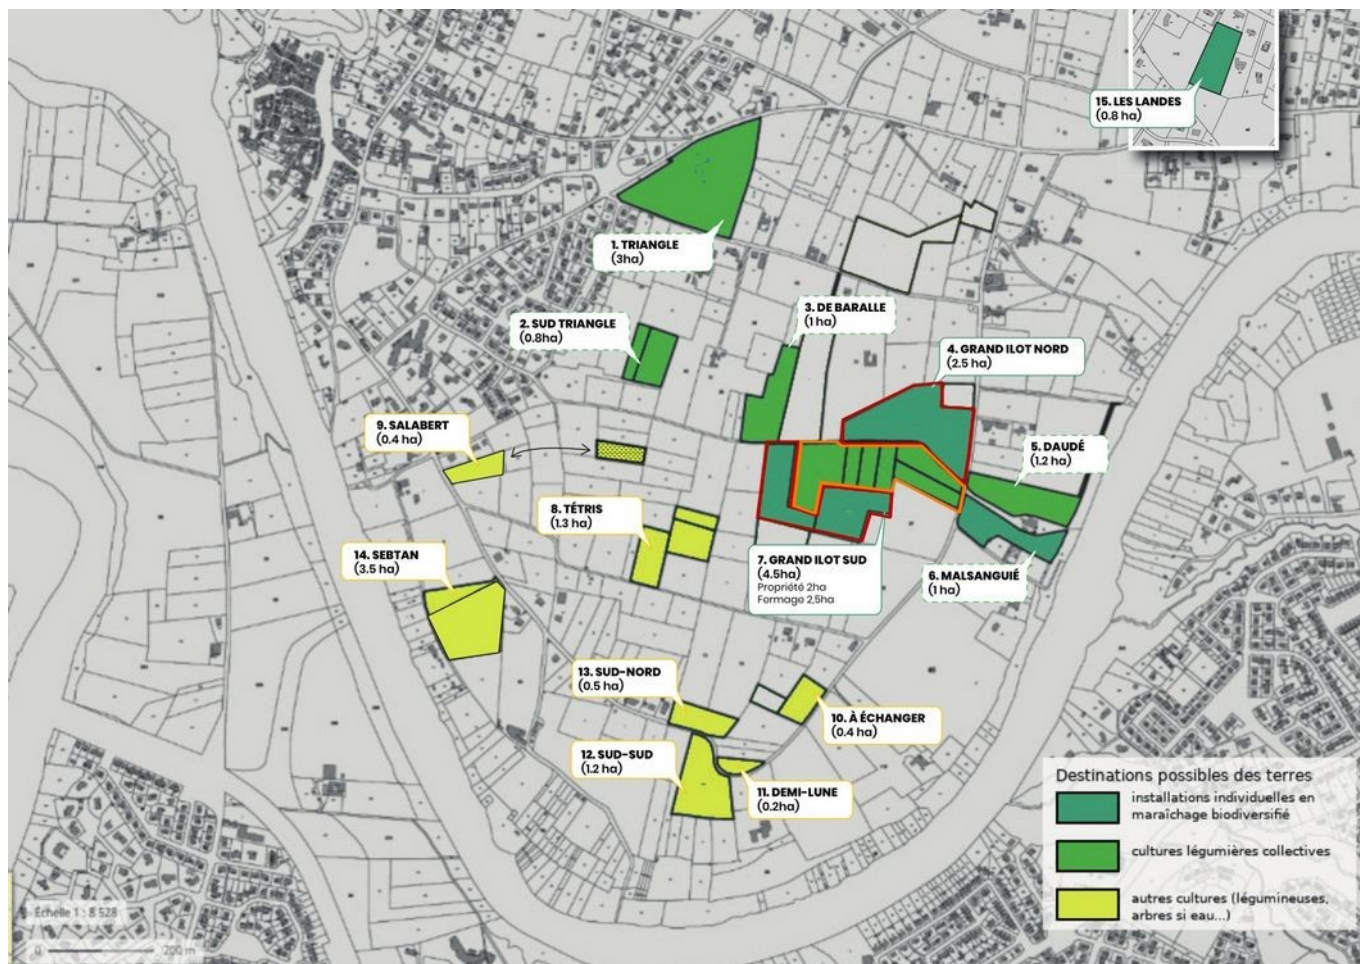 15. LES LANDES
(0.8 ha)
1. TRIANGLE
(3ha)
2. SUD TRIANGLE
(0.8ha)
3. DE BARALLE
(1 ha)
4. GRAND ILOT NORD
(2.5 ha)
5. DAUDÉ
(1.2 ha)
9. SALABERT
(0.4 ha)
8. TÉTRIS
(1.3 ha)
14. SEBTAN
(3.5 ha)
7. GRAND ILOT SUD
(4.5ha)
Propriété 2ha
Formage 2,5ha
6. MALSANGUIÉ
(1 ha)
13. SUD-NORD
(0.5 ha)
10. À ÉCHANGER
(0.4 ha)
12. SUD-SUD
(1.2 ha)
11. DEMI-LUNE
(0.2ha)
Destinations possibles des terres
installations individuelles en
maraîchage biodiversifié
cultures légumières collectives
autres cultures (légumineuses,
arbres si eau...)
Échelle 1 : 8 528
0 200 m